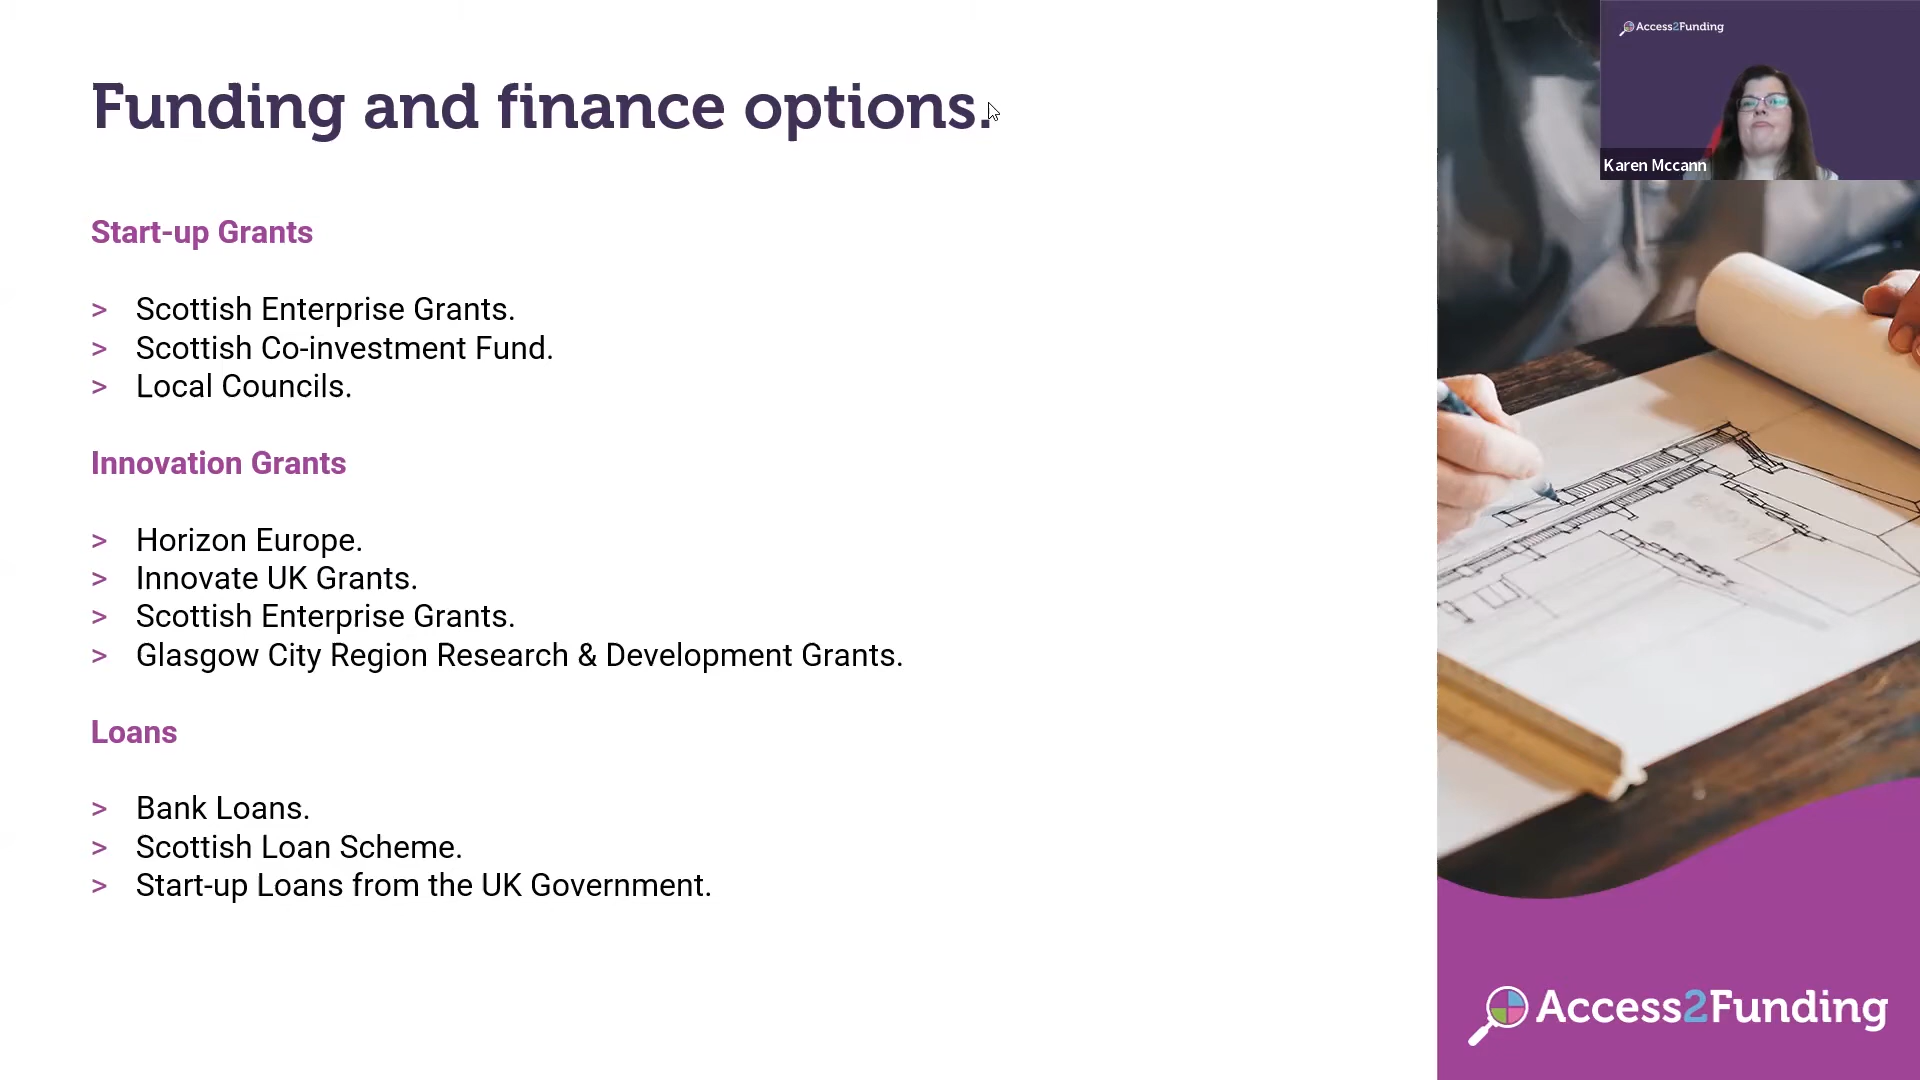 Funding and finance options.
Start-up Grants
> Scottish Enterprise Grants.
> Scottish Co-investment Fund.
> Local Councils.
Innovation Grants
> Horizon Europe.
> Innovate UK Grants.
> Scottish Enterprise Grants.
> Glasgow City Region Research & Development Grants.
Loans
> Bank Loans.
> Scottish Loan Scheme.
> Start-up Loans from the UK Government.
Access2Funding
Karen Mccann
Access2Funding